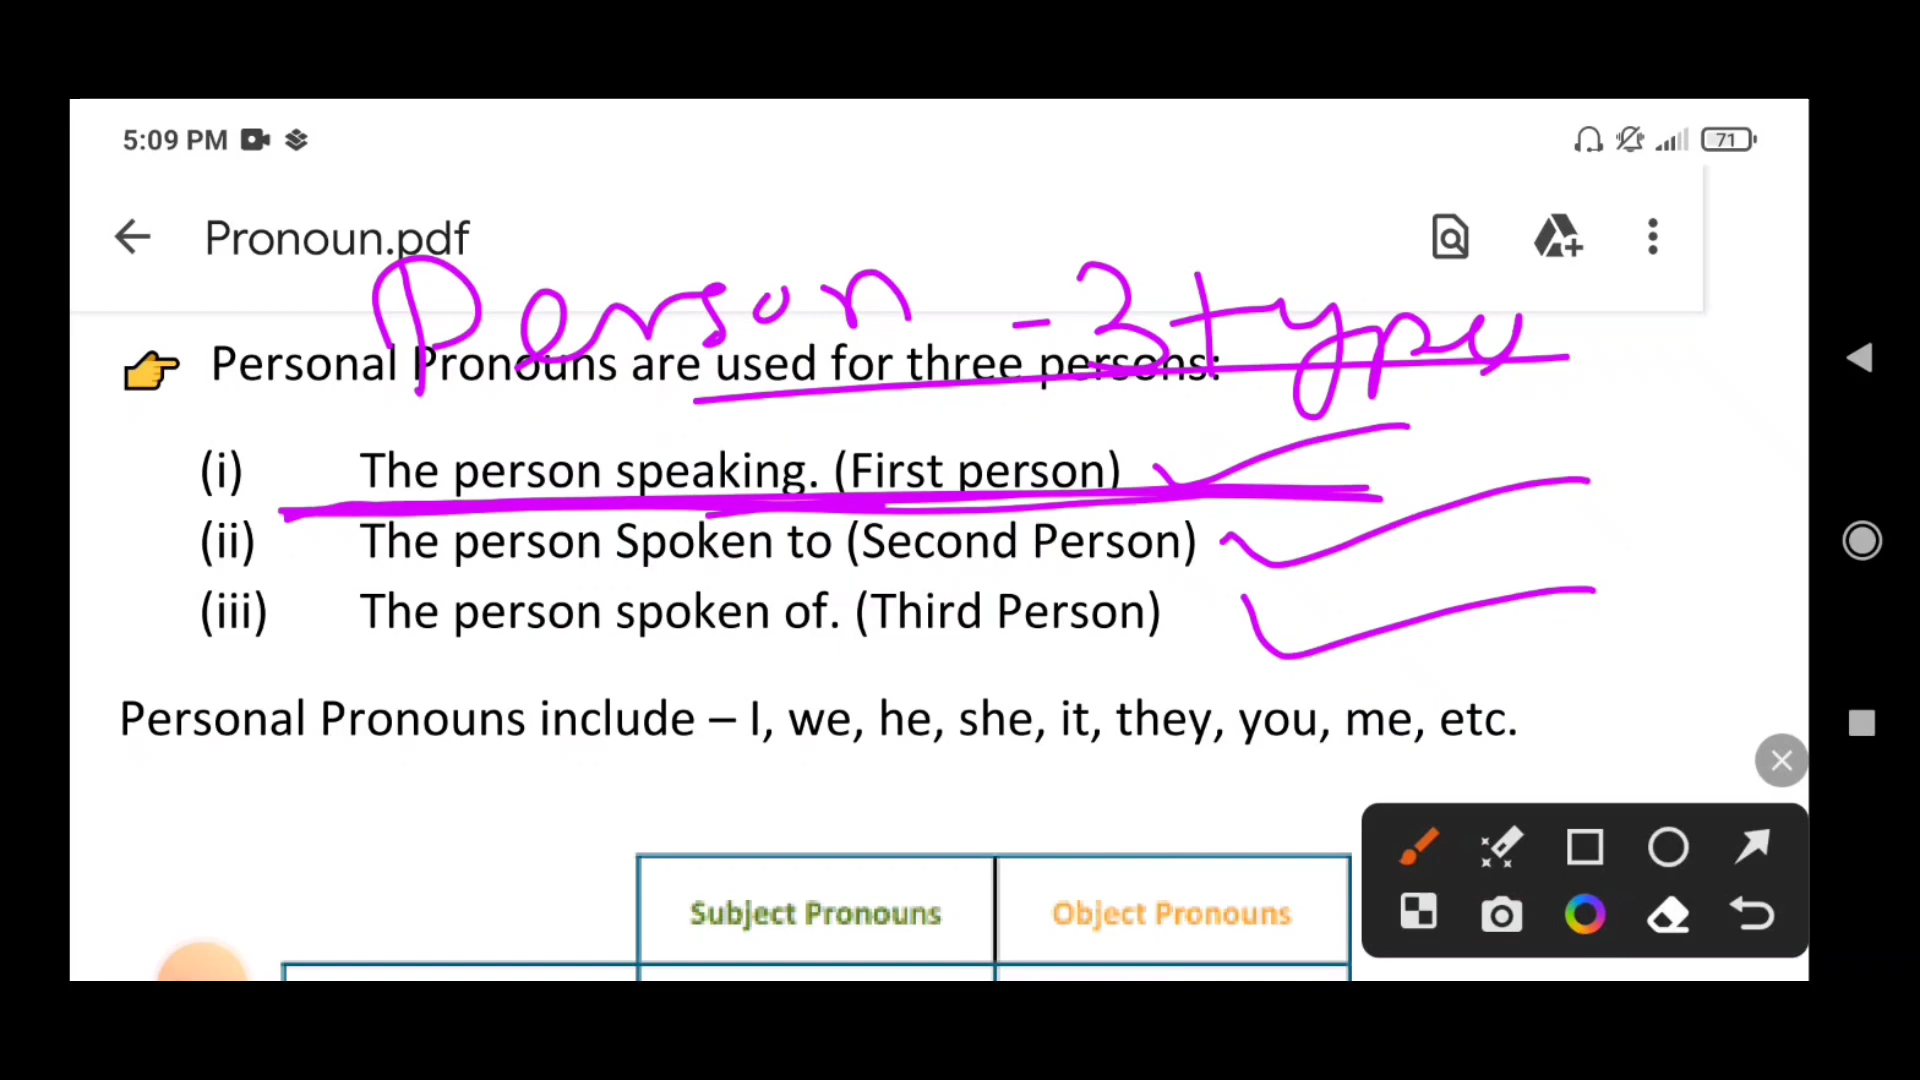 5:09 PM
71
Pronoun.pdf
Person - 3 type
Personal Pronouns are used for three persons:
(i) The person speaking. (First person)
(ii) The person Spoken to (Second Person)
(iii) The person spoken of. (Third Person)
Personal Pronouns include – I, we, he, she, it, they, you, me, etc.
Subject Pronouns Object Pronouns